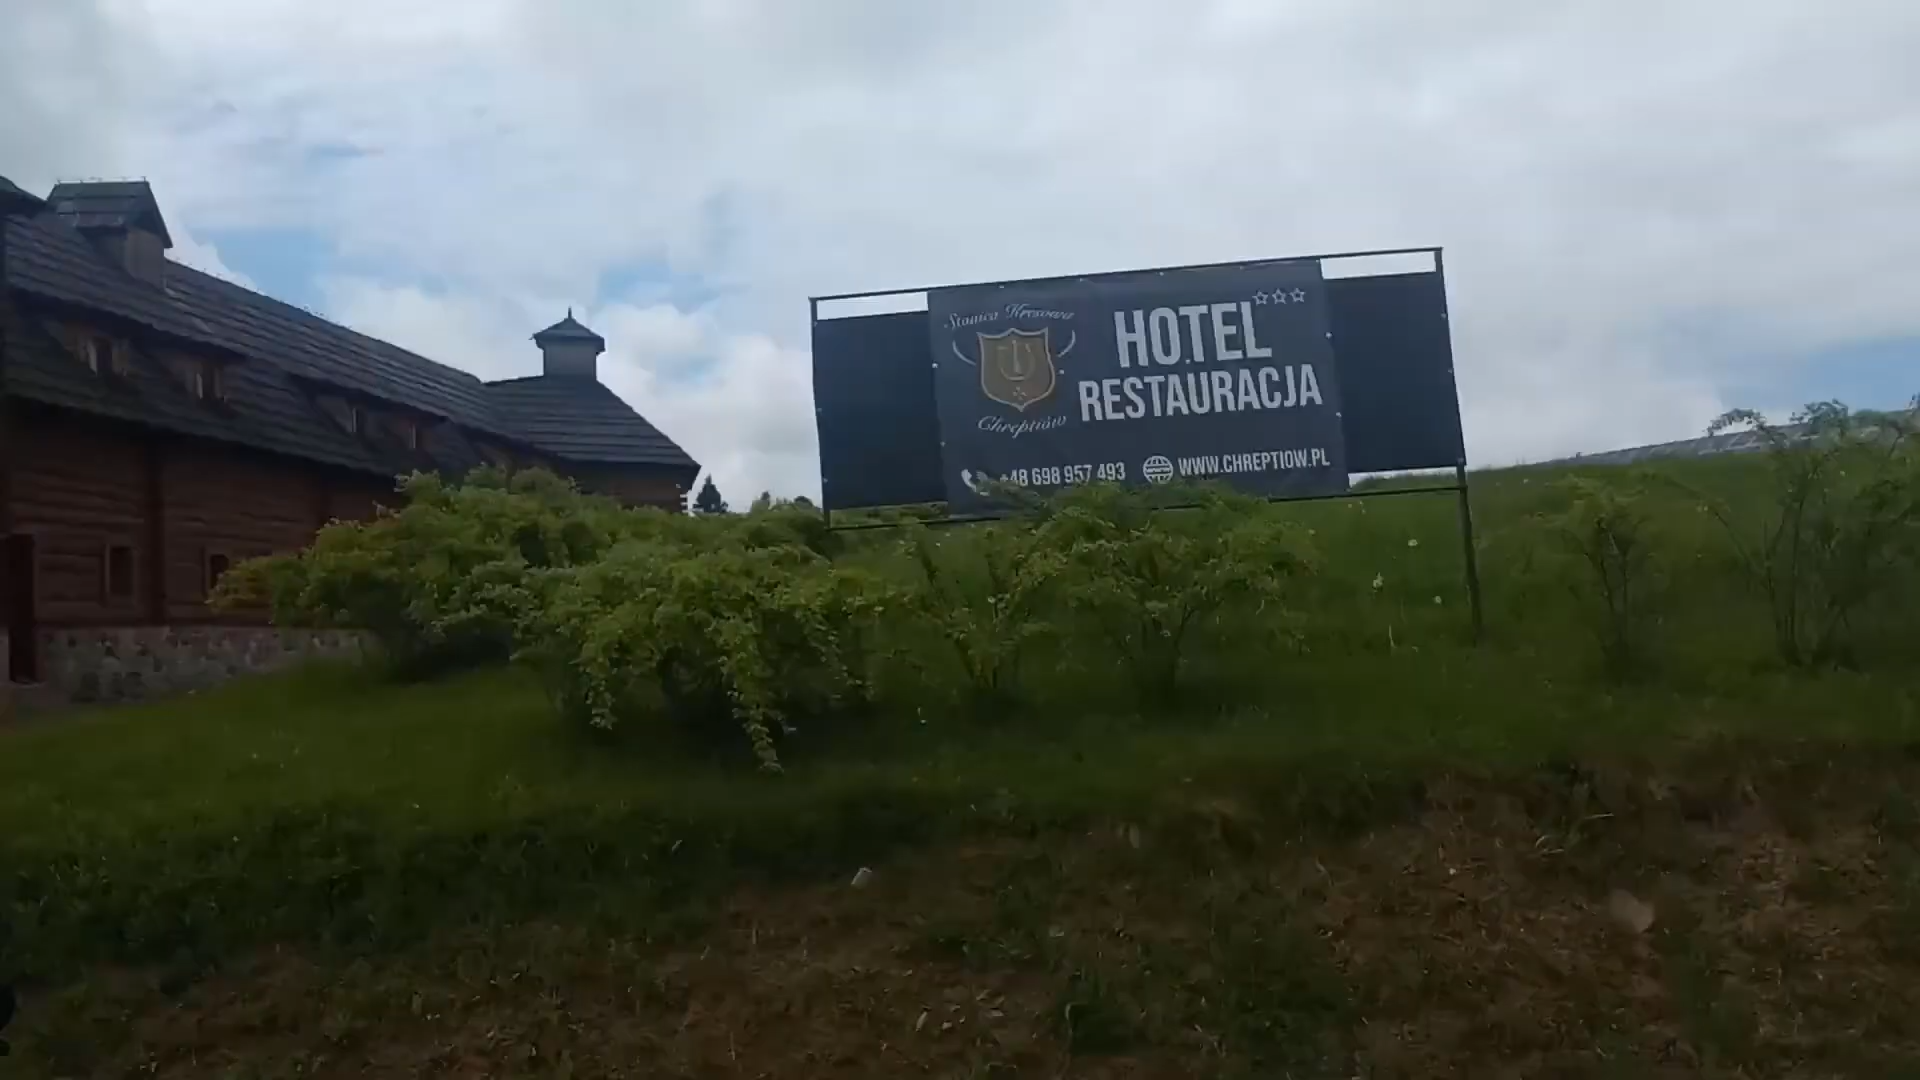 Stanica Kresowa
Chreptiów
HOTEL
RESTAURACJA
+48 698 957 493
WWW.CHREPTIOW.PL